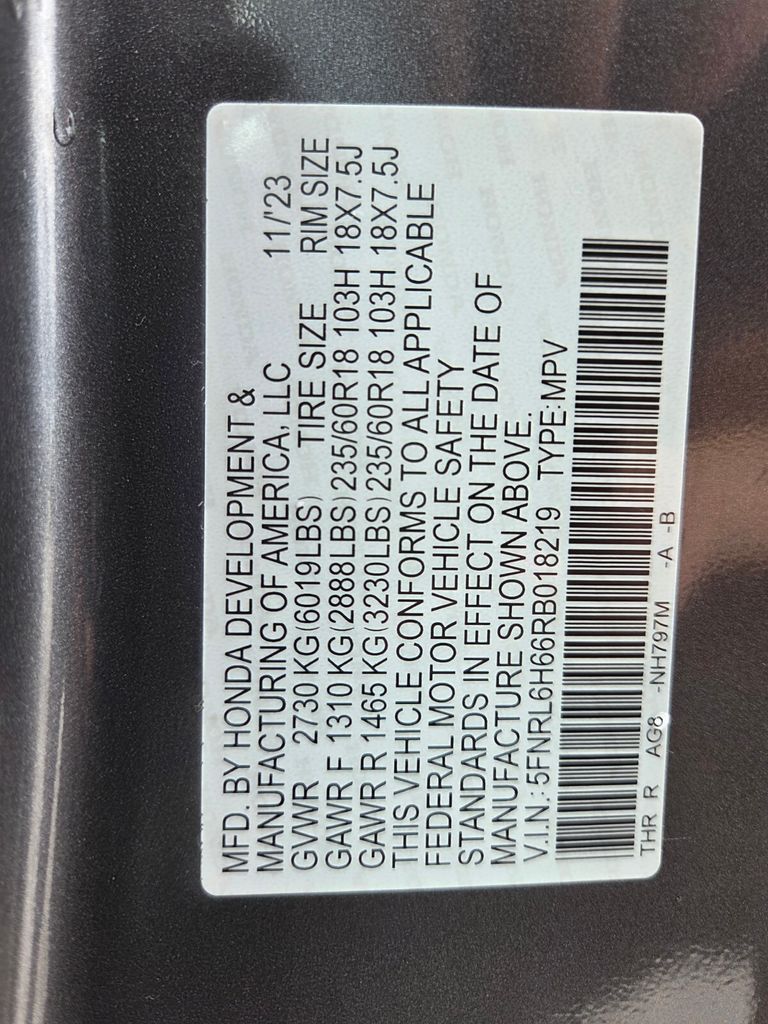 MFD. BY HONDA DEVELOPMENT &
MANUFACTURING OF AMERICA, LLC 11/'23
GVWR 2730 KG(6019LBS) TIRE SIZE RIM SIZE
GAWR F 1310 KG(2888LBS) 235/60R18 103H 18X7.5J
GAWR R 1465 KG(3230LBS) 235/60R18 103H 18X7.5J
THIS VEHICLE CONFORMS TO ALL APPLICABLE
FEDERAL MOTOR VEHICLE SAFETY
STANDARDS IN EFFECT ON THE DATE OF
MANUFACTURE SHOWN ABOVE.
V.I.N.: 5FNRL6H66RB018219 TYPE:MPV
THR R AG8 -NH797M -A -B